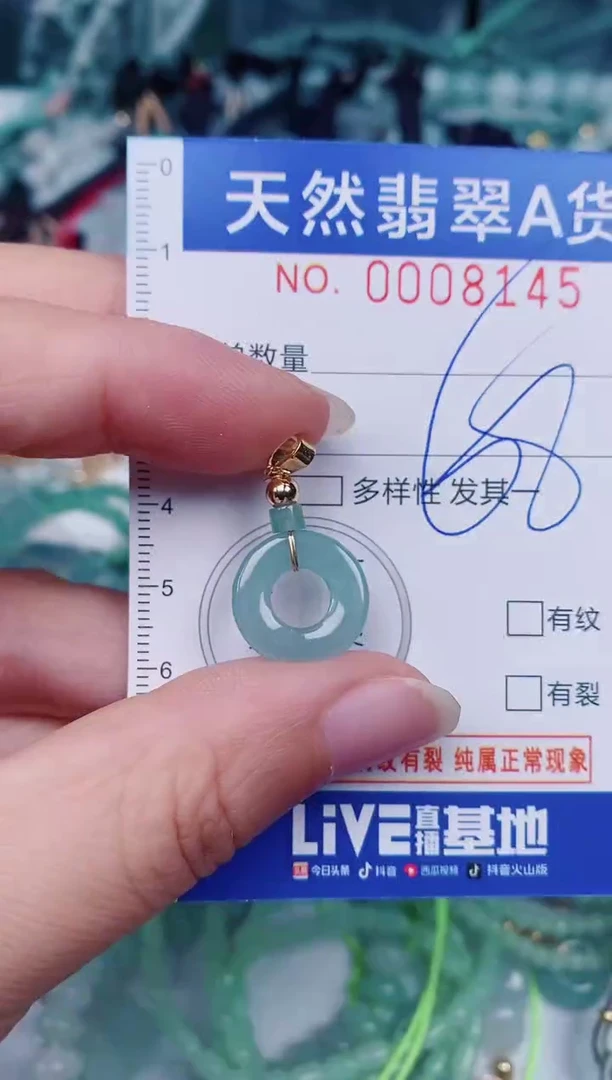 0
天然翡翠A货
1
NO. 0008145
数量
68
4
多样性 发其一
5
有纹
6
有裂
有裂 纯属正常现象
LiVE直播基地
今日头条 抖音 西瓜视频 抖音火山版